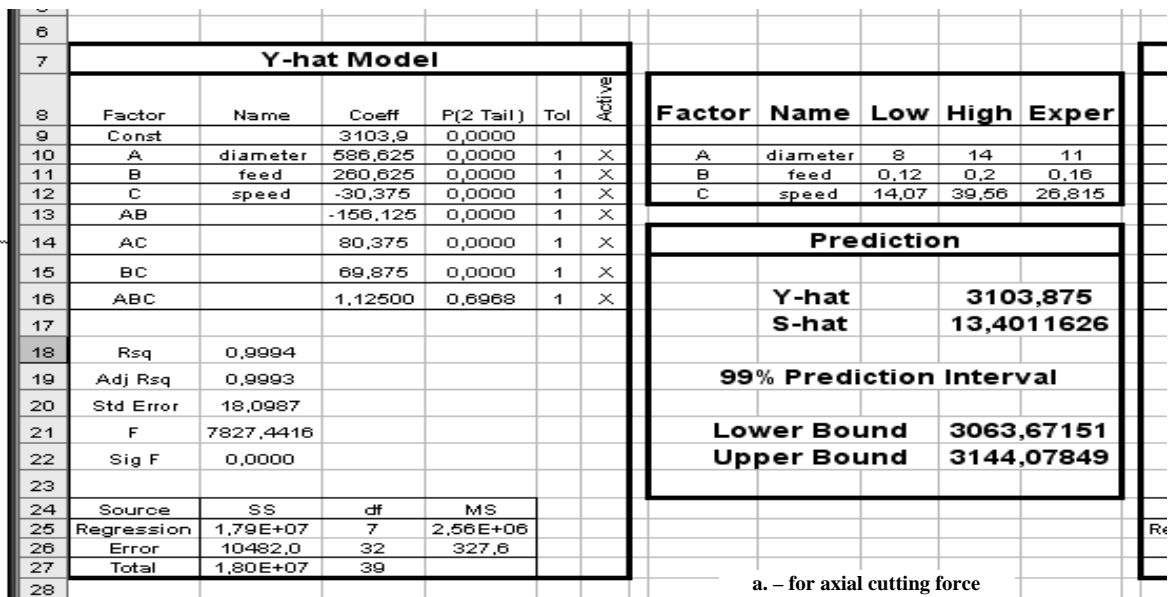 6
7 Y-hat Model
8 Factor Name Coeff P(2 Tail) Tol Active
9 Const 3103,9 0,0000
10 A diameter 586,625 0,0000 1 X
11 B feed 260,625 0,0000 1 X
12 C speed -30,375 0,0000 1 X
13 AB -156,125 0,0000 1 X
14 AC 80,375 0,0000 1 X
15 BC 69,875 0,0000 1 X
16 ABC 1,12500 0,6968 1 X
17
18 Rsq 0,9994
19 Adj Rsq 0,9993
20 Std Error 18,0987
21 F 7827,4416
22 Sig F 0,0000
23
24 Source SS df MS
25 Regression 1,79E+07 7 2,56E+06
26 Error 10482,0 32 327,6
27 Total 1,80E+07 39
28
Factor Name Low High Exper
A diameter 8 14 11
B feed 0,12 0,2 0,16
C speed 14,07 39,56 26,815
Prediction
Y-hat 3103,875
S-hat 13,4011626
99% Prediction Interval
Lower Bound 3063,67151
Upper Bound 3144,07849
Re
a. – for axial cutting force